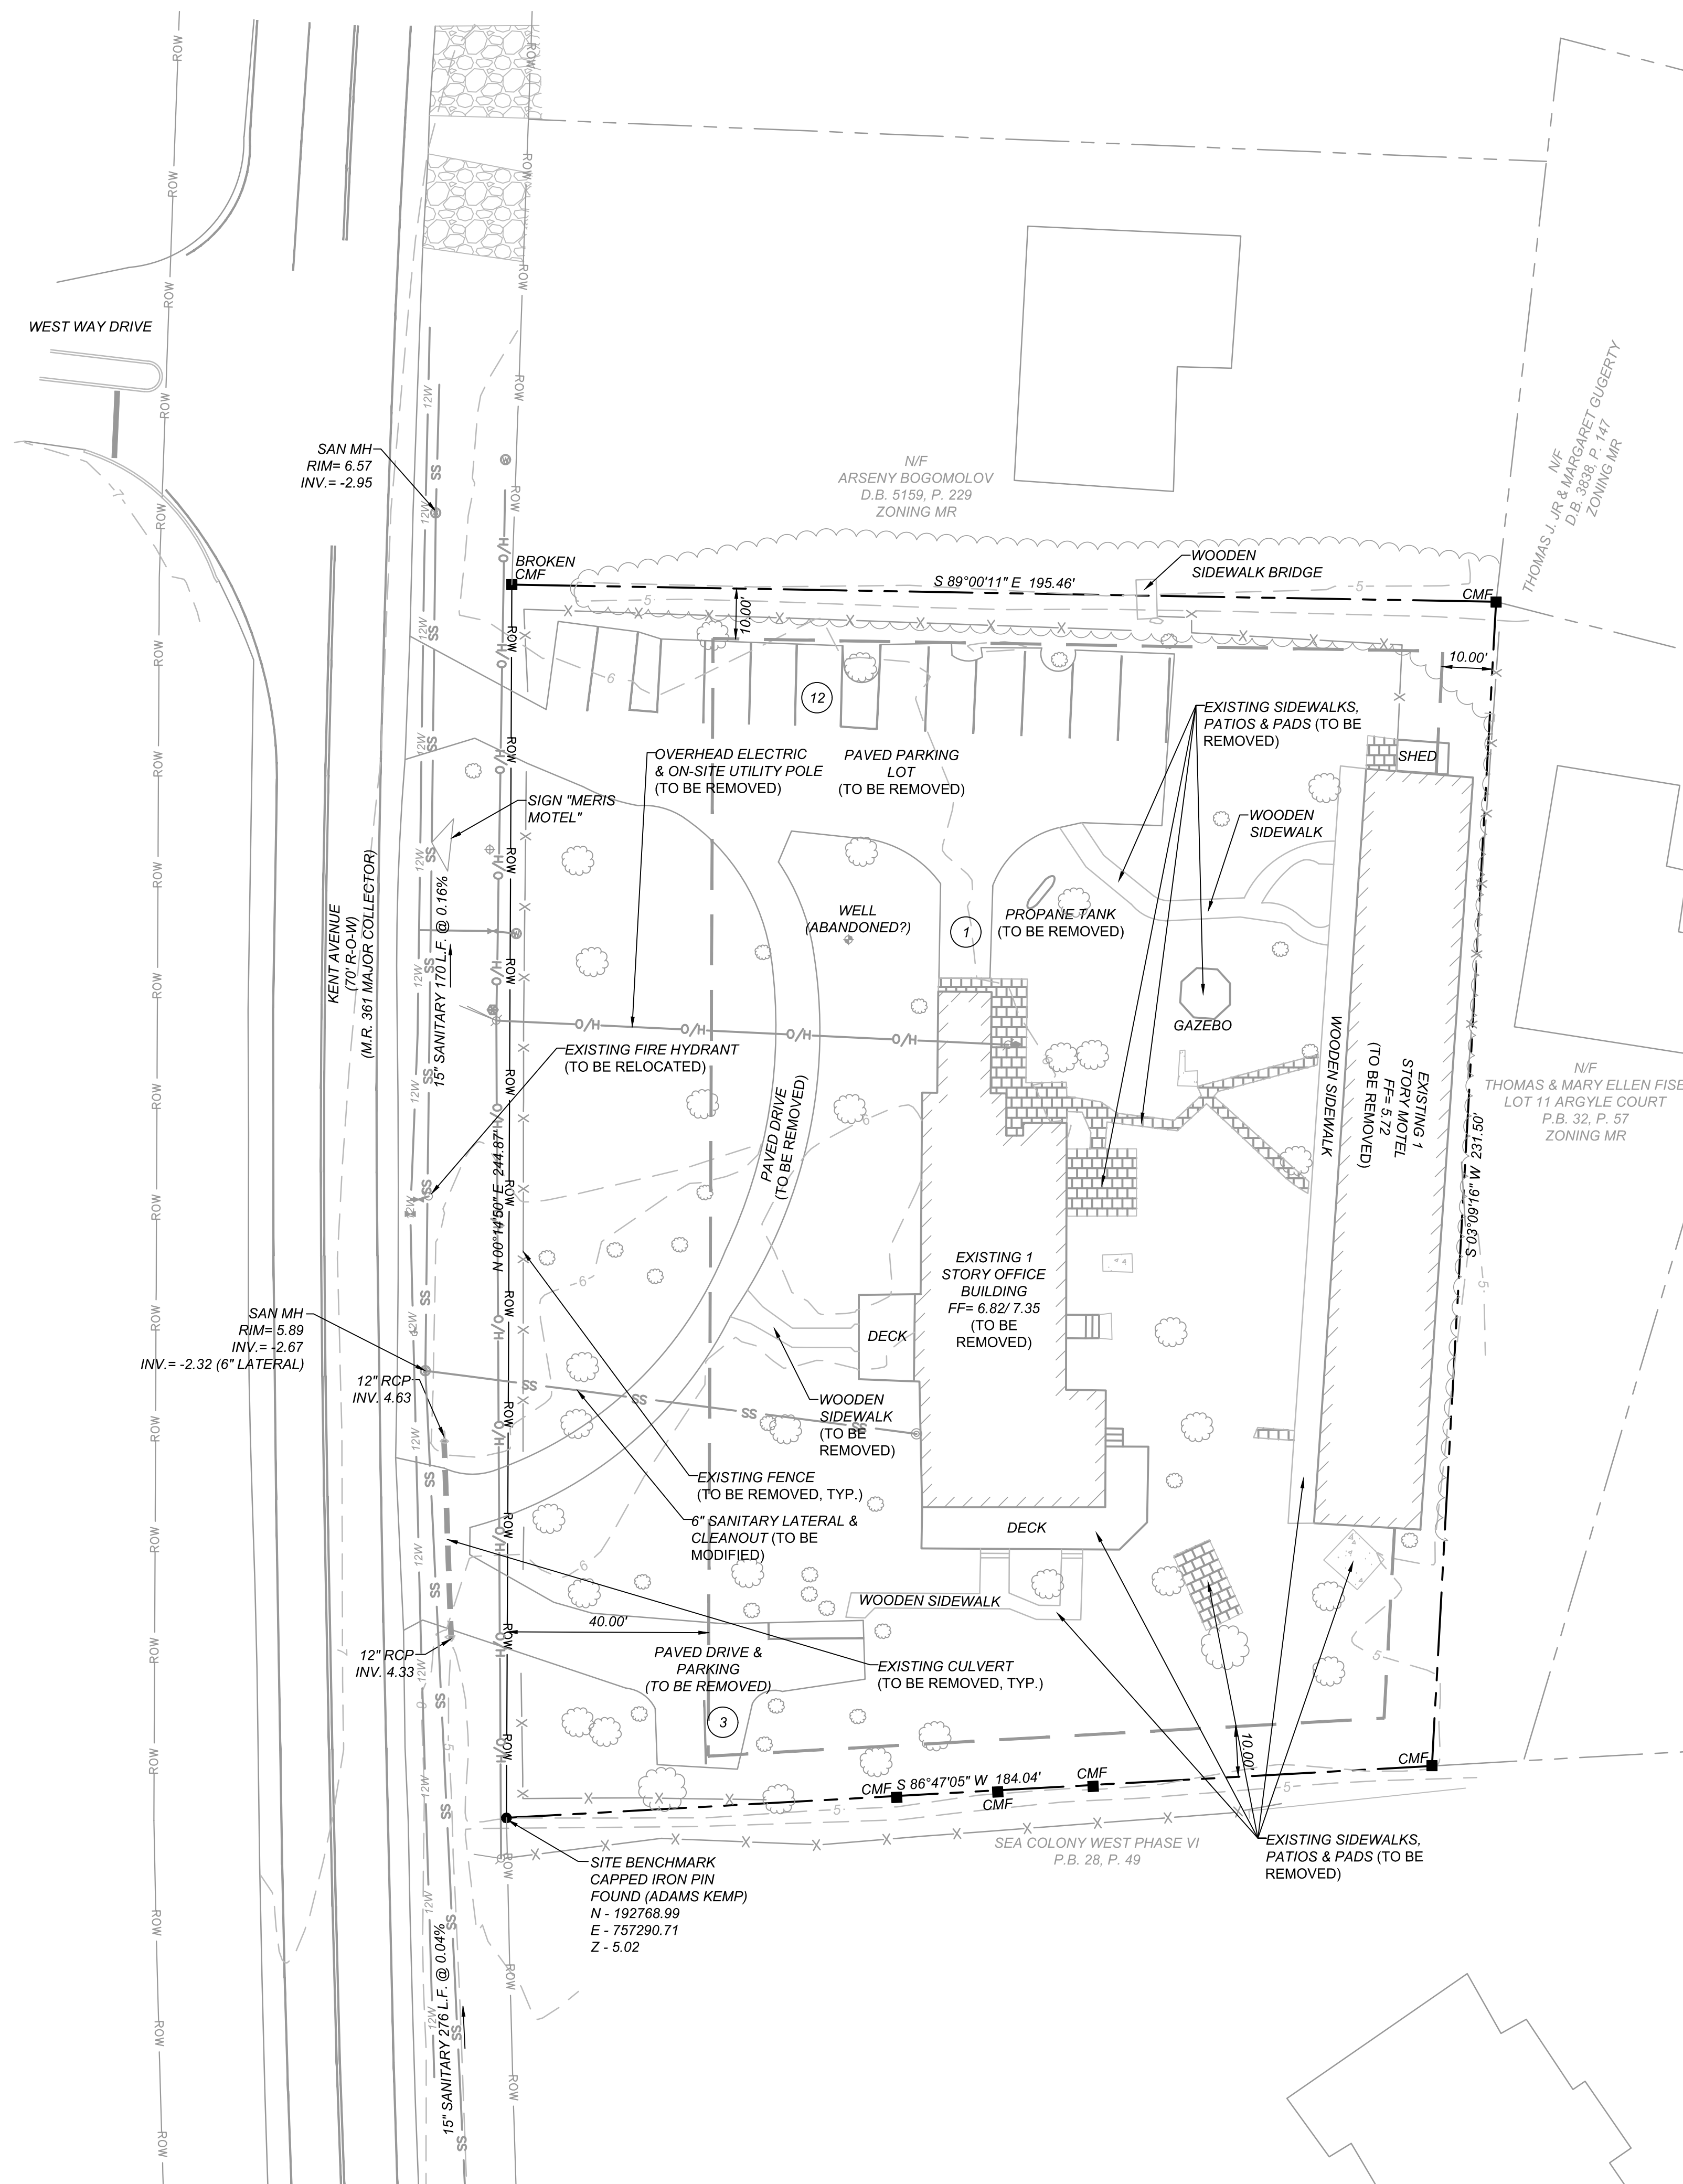 WEST WAY DRIVE
SAN MH
RIM= 6.57
INV.= -2.95
N/F
ARSENY BOGOMOLOV
D.B. 5159, P. 229
ZONING MR
N/F
THOMAS J. JR & MARGARET GUGERTY
D.B. 3838, P. 147
ZONING MR
BROKEN
CMF
S 89°00'11" E  195.46'
WOODEN
SIDEWALK BRIDGE
CMF
10.00'
10.00'
12
EXISTING SIDEWALKS,
PATIOS & PADS (TO BE
REMOVED)
OVERHEAD ELECTRIC
& ON-SITE UTILITY POLE
(TO BE REMOVED)
PAVED PARKING
LOT
(TO BE REMOVED)
SHED
SIGN "MERIS
MOTEL"
WOODEN
SIDEWALK
KENT AVENUE
(70' R-O-W)
(M.R. 361 MAJOR COLLECTOR)
15" SANITARY 170 L.F. @ 0.16%
WELL
(ABANDONED?)
1
PROPANE TANK
(TO BE REMOVED)
GAZEBO
WOODEN SIDEWALK
EXISTING 1
STORY MOTEL
FF= 5.72
(TO BE REMOVED)
EXISTING FIRE HYDRANT
(TO BE RELOCATED)
N/F
THOMAS & MARY ELLEN FISE
LOT 11 ARGYLE COURT
P.B. 32, P. 57
ZONING MR
PAVED DRIVE
(TO BE REMOVED)
N 00°14'50" E  244.87'
S 03°09'16" W  231.50'
EXISTING 1
STORY OFFICE
BUILDING
FF= 6.82/ 7.35
(TO BE
REMOVED)
DECK
SAN MH
RIM= 5.89
INV.= -2.67
INV.= -2.32 (6" LATERAL)
12" RCP
INV. 4.63
WOODEN
SIDEWALK
(TO BE
REMOVED)
EXISTING FENCE
(TO BE REMOVED, TYP.)
6" SANITARY LATERAL &
CLEANOUT (TO BE
MODIFIED)
DECK
WOODEN SIDEWALK
40.00'
12" RCP
INV. 4.33
PAVED DRIVE &
PARKING
(TO BE REMOVED)
EXISTING CULVERT
(TO BE REMOVED, TYP.)
3
10.00'
CMF
CMF
S 86°47'05" W  184.04'
CMF
CMF
SEA COLONY WEST PHASE VI
P.B. 28, P. 49
EXISTING SIDEWALKS,
PATIOS & PADS (TO BE
REMOVED)
SITE BENCHMARK
CAPPED IRON PIN
FOUND (ADAMS KEMP)
N - 192768.99
E - 757290.71
Z - 5.02
15" SANITARY 276 L.F. @ 0.04%
ROW
12W
SS
O/H
X
7
6
5